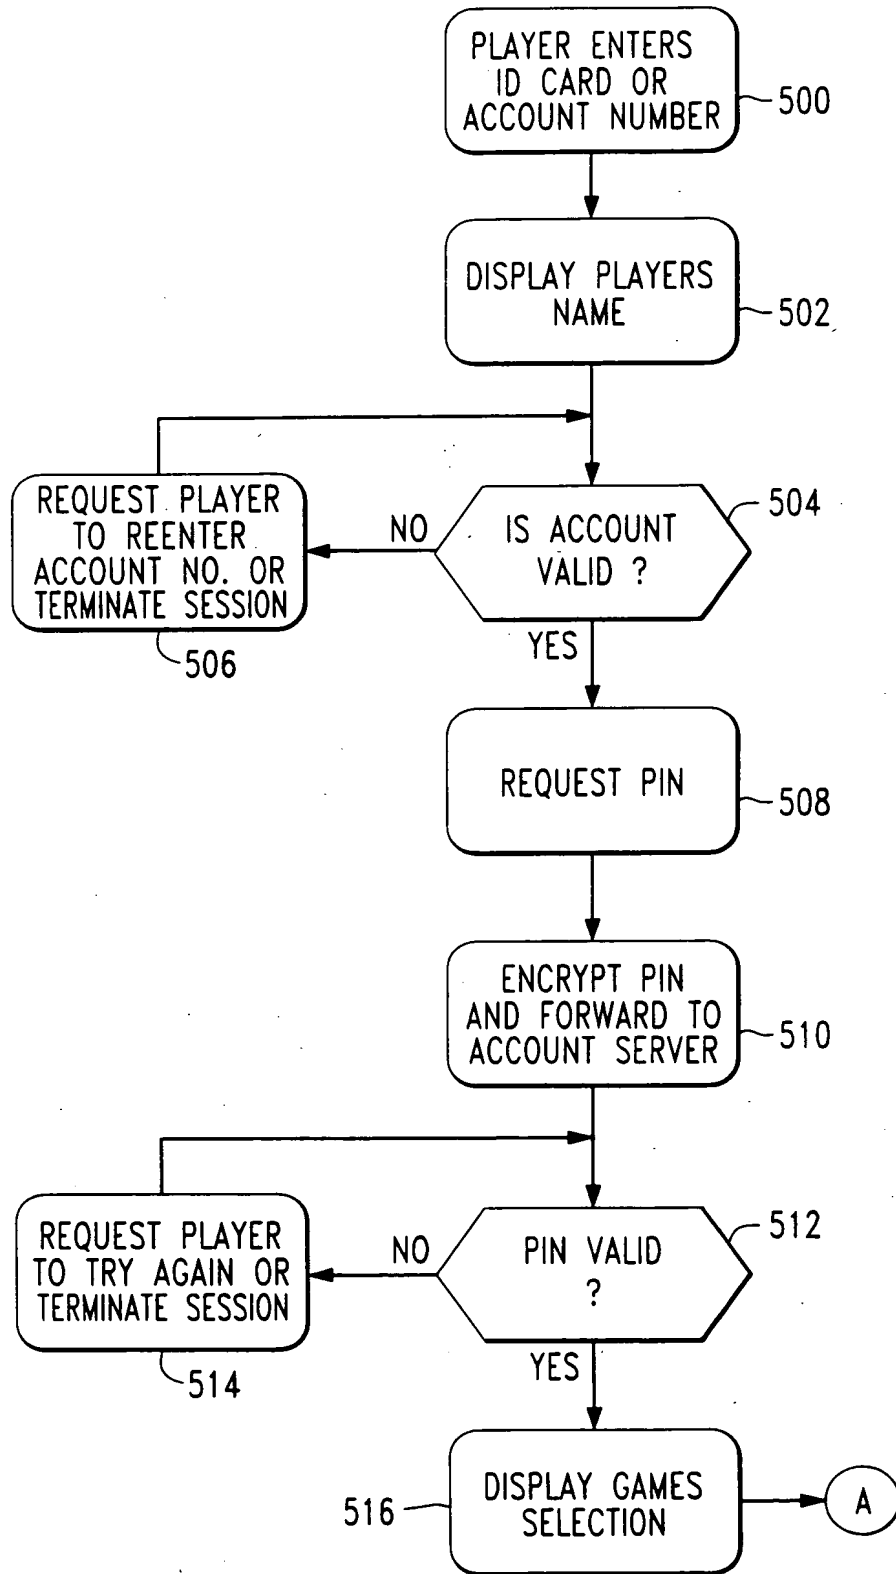 PLAYER ENTERS
ID CARD OR
ACCOUNT NUMBER
500
DISPLAY PLAYERS
NAME
502
IS ACCOUNT
VALID ?
504
NO
REQUEST PLAYER
TO REENTER
ACCOUNT NO. OR
TERMINATE SESSION
506
YES
REQUEST PIN
508
ENCRYPT PIN
AND FORWARD TO
ACCOUNT SERVER
510
PIN VALID
?
512
NO
REQUEST PLAYER
TO TRY AGAIN OR
TERMINATE SESSION
514
YES
DISPLAY GAMES
SELECTION
516
A